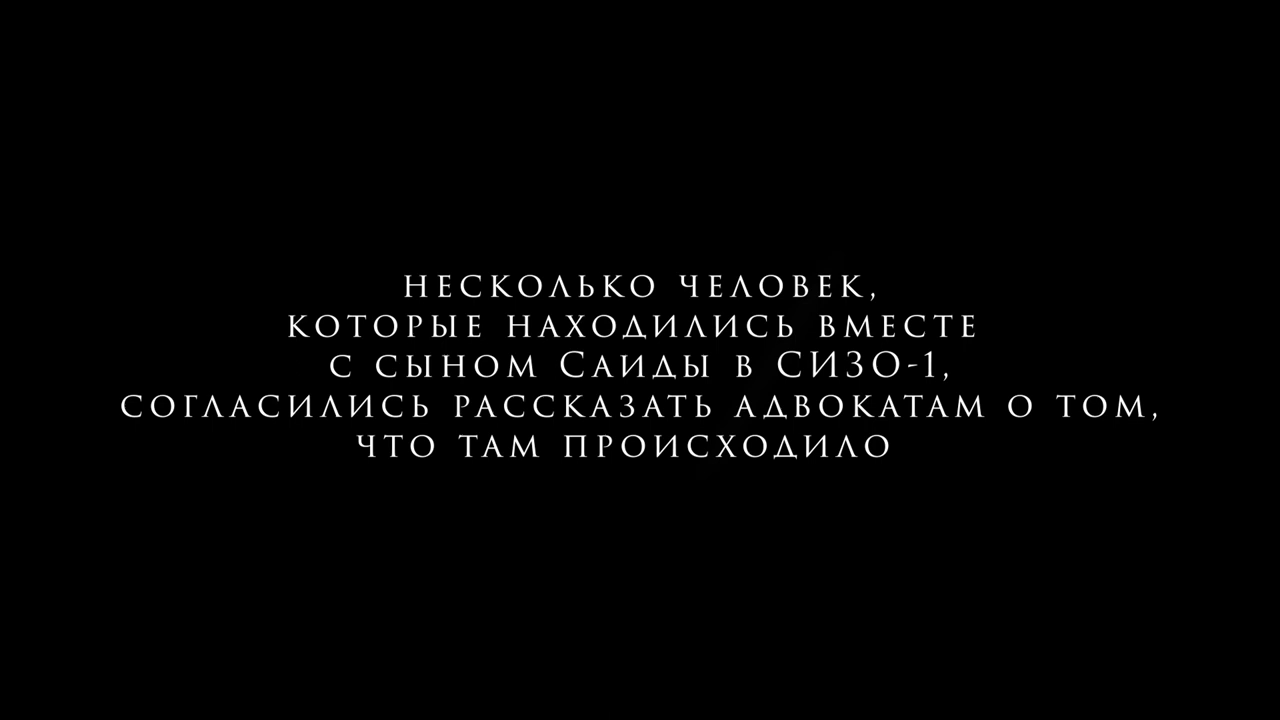 несколько человек,
которые находились вместе
с сыном Саиды в СИЗО-1,
согласились рассказать адвокатам о том,
что там происходило